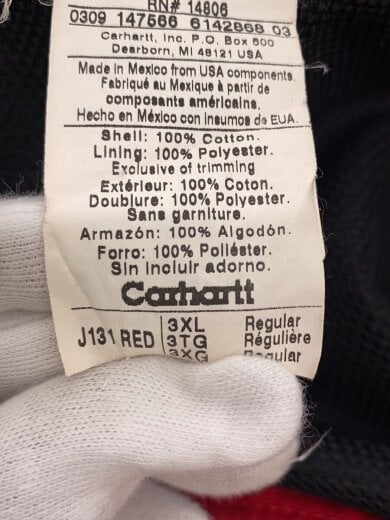 RN# 14806
0309 147566 6142868 03
Carhartt, Inc. P.O. Box 600
Dearborn, MI 48121 USA
Made in Mexico from USA components.
Fabriqué au Mexique à partir de
composants américains.
Hecho en México con insumos de EUA.
Shell: 100% Cotton.
Lining: 100% Polyester.
Exclusive of trimming
Extérieur: 100% Coton.
Doublure: 100% Polyester.
Sans garniture.
Armazón: 100% Algodón.
Forro: 100% Poliéster.
Sin incluir adorno.
Carhartt
J131 RED
3XL Regular
3TG Régulière
3XG Regular